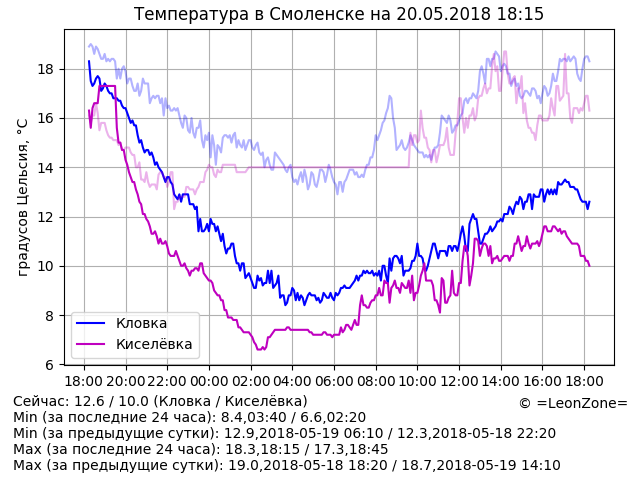 Температура в Смоленске на 20.05.2018 18:15
18
16
14
12
10
8
6
градусов Цельсия, °C
Кловка
Киселёвка
18:00 20:00 22:00 00:00 02:00 04:00 06:00 08:00 10:00 12:00 14:00 16:00 18:00
Сейчас: 12.6 / 10.0 (Кловка / Киселёвка)
© =LeonZone=
Min (за последние 24 часа): 8.4,03:40 / 6.6,02:20
Min (за предыдущие сутки): 12.9,2018-05-19 06:10 / 12.3,2018-05-18 22:20
Max (за последние 24 часа): 18.3,18:15 / 17.3,18:45
Max (за предыдущие сутки): 19.0,2018-05-18 18:20 / 18.7,2018-05-19 14:10